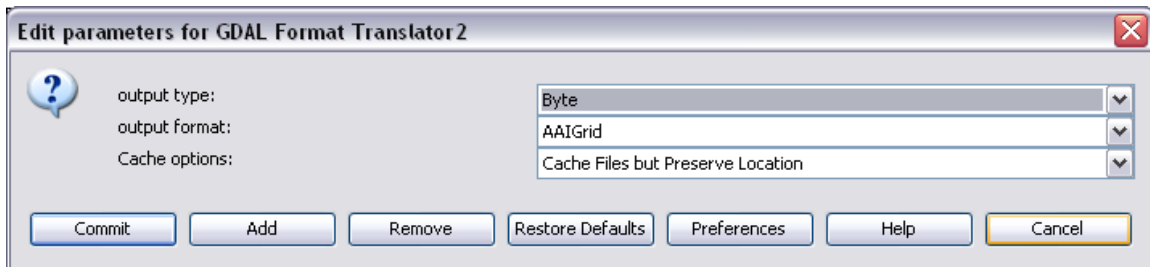 Edit parameters for GDAL Format Translator2
output type: Byte
output format: AAIGrid
Cache options: Cache Files but Preserve Location
Commit Add Remove Restore Defaults Preferences Help Cancel